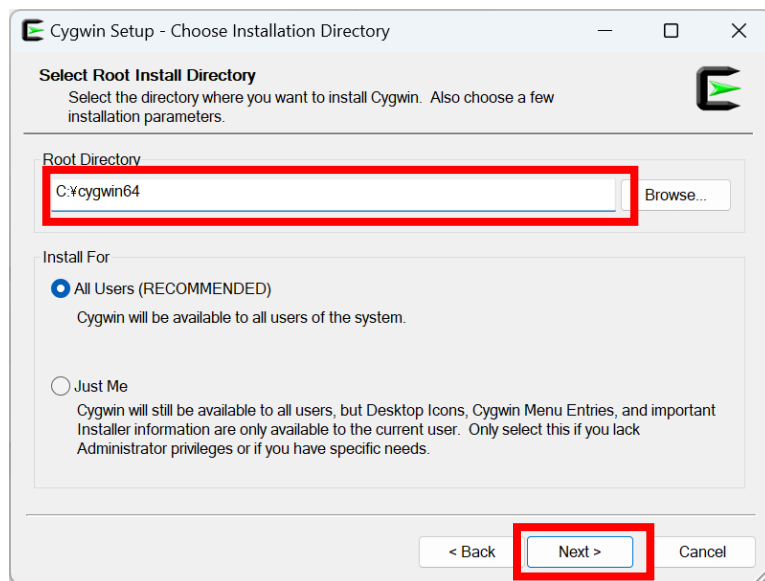 Cygwin Setup - Choose Installation Directory
Select Root Install Directory
Select the directory where you want to install Cygwin. Also choose a few
installation parameters.
Root Directory
C:¥cygwin64
Browse...
Install For
All Users (RECOMMENDED)
Cygwin will be available to all users of the system.
Just Me
Cygwin will still be available to all users, but Desktop Icons, Cygwin Menu Entries, and important
Installer information are only available to the current user. Only select this if you lack
Administrator privileges or if you have specific needs.
< Back Next > Cancel